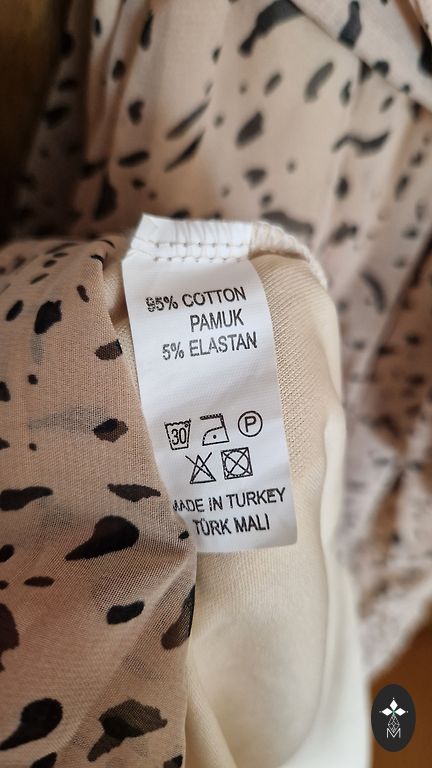 95% COTTON
PAMUK
5% ELASTAN
30
P
MADE IN TURKEY
TÜRK MALI
M